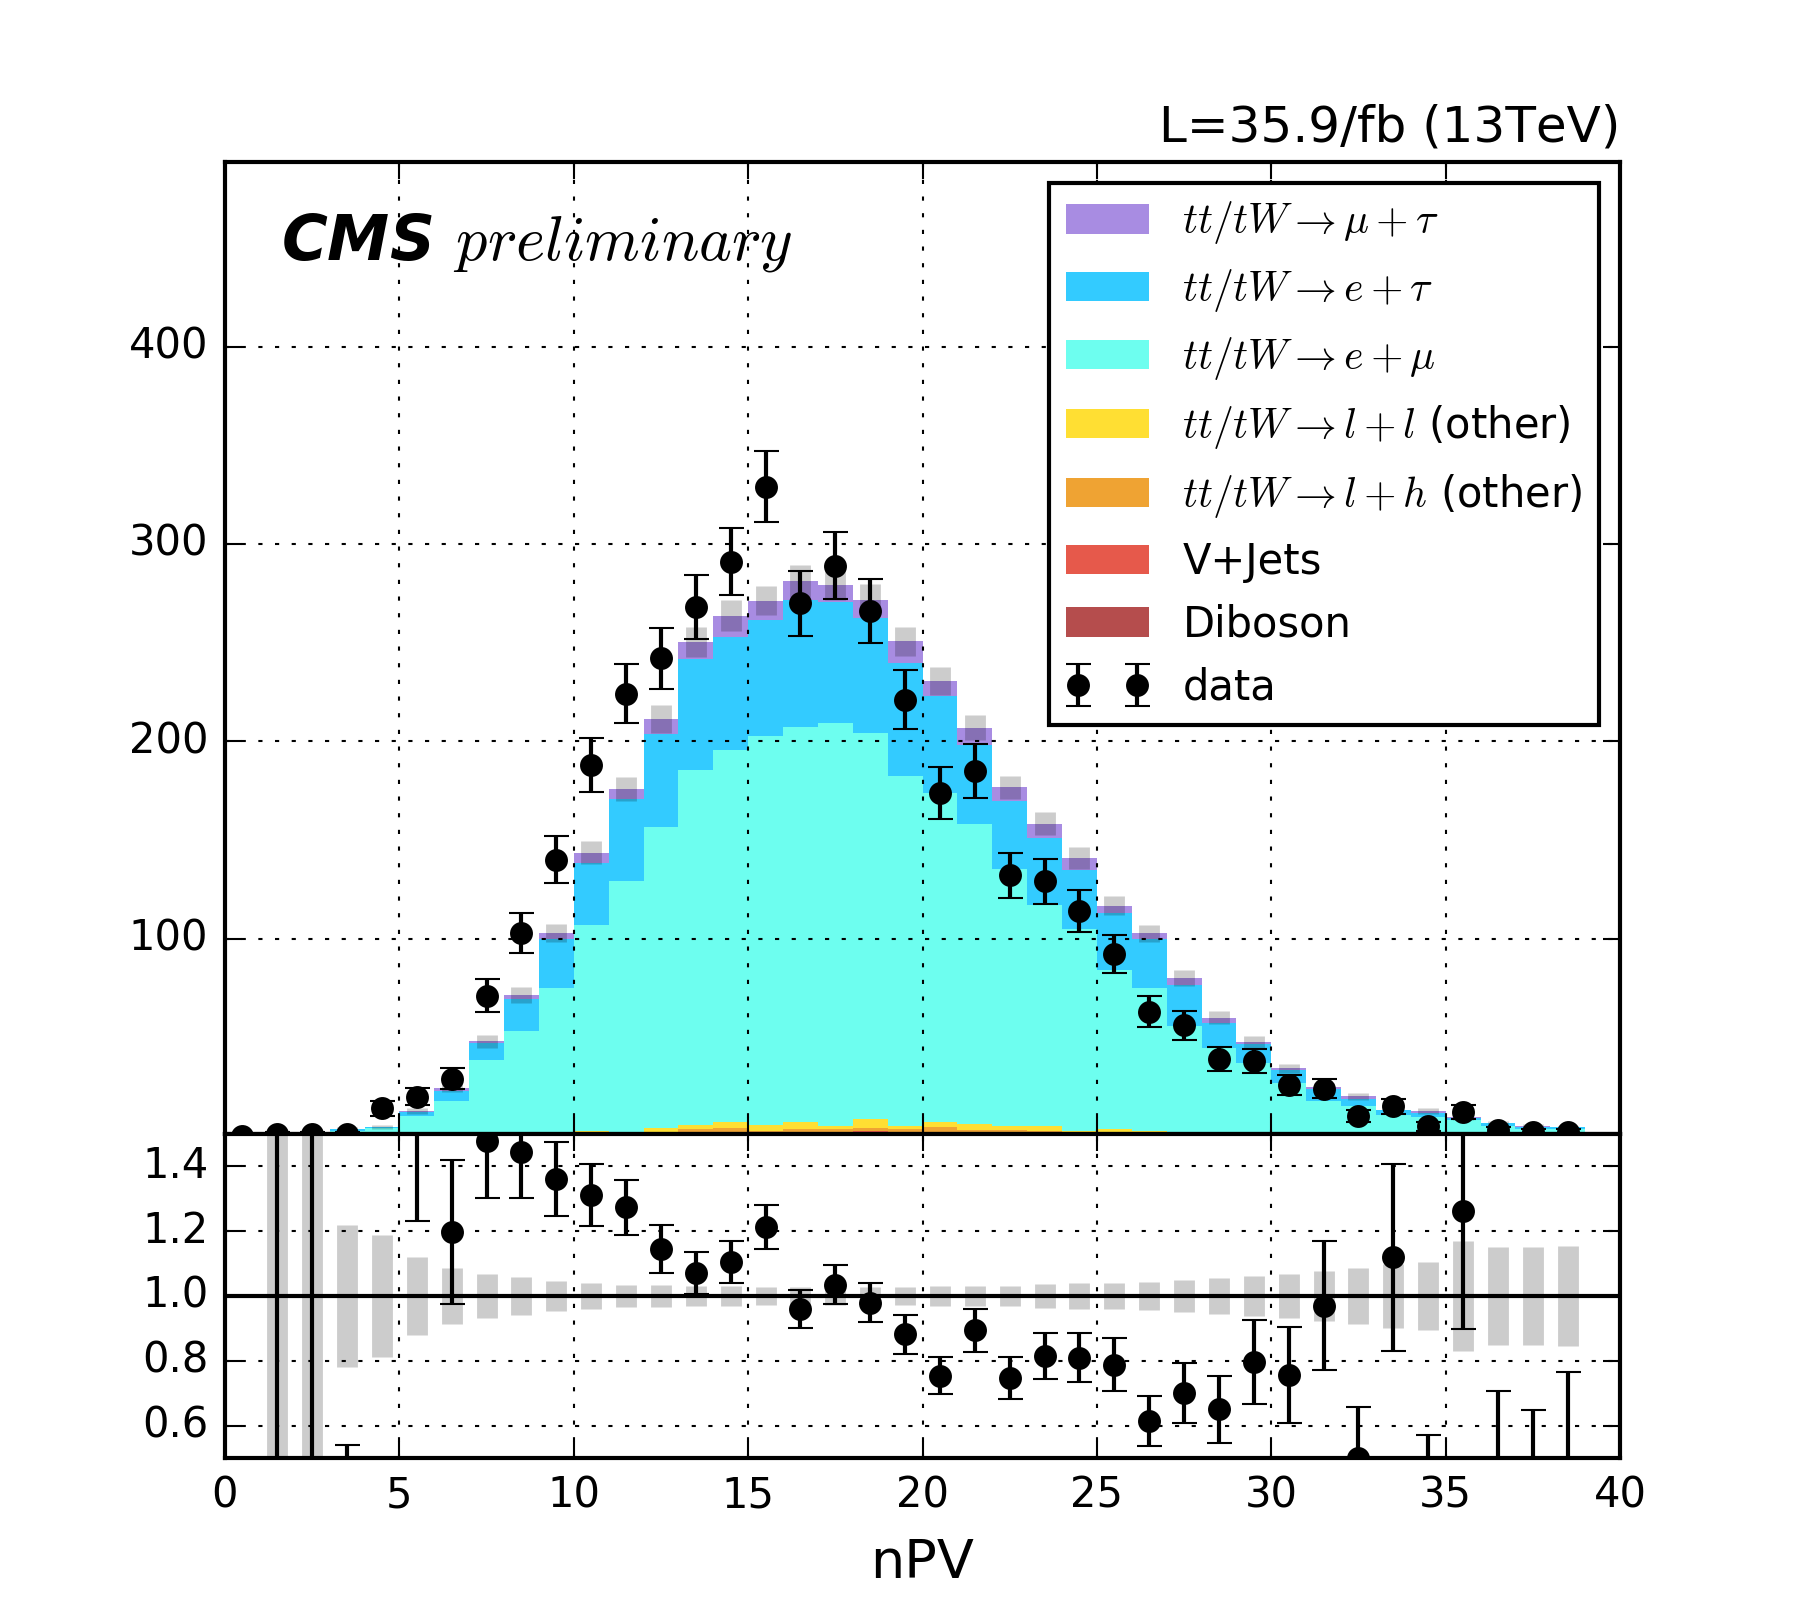 L=35.9/fb (13TeV)
CMS preliminary
tt/tW→μ+τ
tt/tW→e+τ
tt/tW→e+μ
tt/tW→l+l (other)
tt/tW→l+h (other)
V+Jets
Diboson
data
400
300
200
100
1.4
1.2
1.0
0.8
0.6
0 5 10 15 20 25 30 35 40
nPV